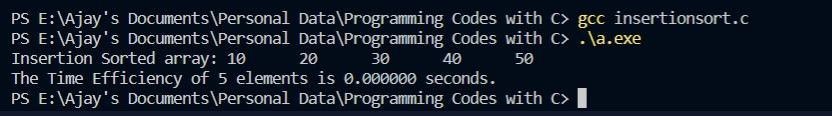 PS E:\Ajay's Documents\Personal Data\Programming Codes with C> gcc insertionsort.c
PS E:\Ajay's Documents\Personal Data\Programming Codes with C> .\a.exe
Insertion Sorted array: 10 20 30 40 50
The Time Efficiency of 5 elements is 0.000000 seconds.
PS E:\Ajay's Documents\Personal Data\Programming Codes with C>